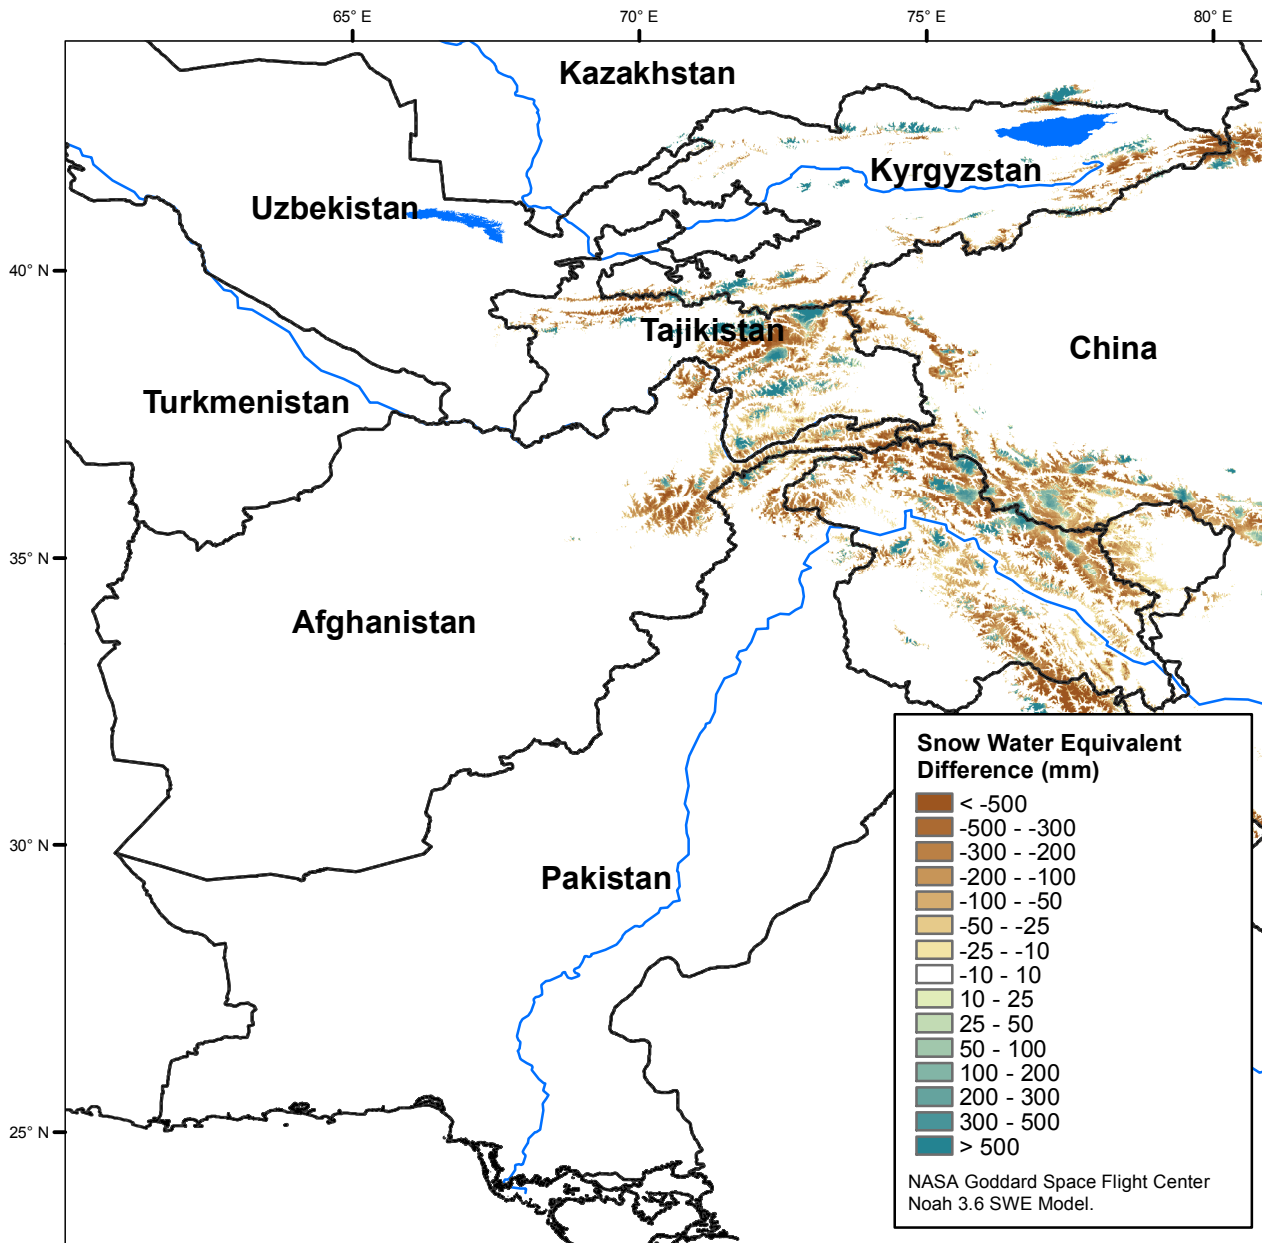 65° E
70° E
75° E
80° E
Kazakhstan
Kyrgyzstan
Uzbekistan
40° N
Tajikistan
China
Turkmenistan
35° N
Afghanistan
Snow Water Equivalent
Difference (mm)
< -500
-500 - -300
-300 - -200
-200 - -100
-100 - -50
-50 - -25
-25 - -10
-10 - 10
10 - 25
25 - 50
50 - 100
100 - 200
200 - 300
300 - 500
> 500
NASA Goddard Space Flight Center
Noah 3.6 SWE Model.
30° N
Pakistan
25° N